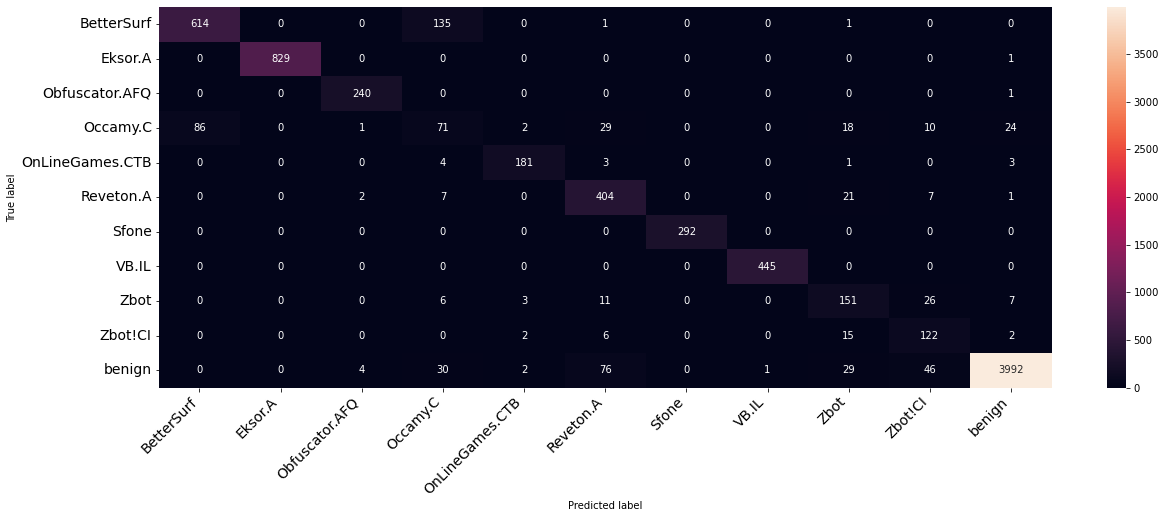 BetterSurf 614 0 0 135 0 1 0 0 1 0 0
Eksor.A 0 829 0 0 0 0 0 0 0 0 1
Obfuscator.AFQ 0 0 240 0 0 0 0 0 0 0 1
Occamy.C 86 0 1 71 2 29 0 0 18 10 24
OnLineGames.CTB 0 0 0 4 181 3 0 0 1 0 3
Reveton.A 0 0 2 7 0 404 0 0 21 7 1
Sfone 0 0 0 0 0 0 292 0 0 0 0
VB.IL 0 0 0 0 0 0 0 445 0 0 0
Zbot 0 0 0 6 3 11 0 0 151 26 7
Zbot!CI 0 0 0 0 2 6 0 0 15 122 2
benign 0 0 4 30 2 76 0 1 29 46 3992
True label
BetterSurf
Eksor.A
Obfuscator.AFQ
Occamy.C
OnLineGames.CTB
Reveton.A
Sfone
VB.IL
Zbot
Zbot!CI
benign
Predicted label
3500
3000
2500
2000
1500
1000
500
0